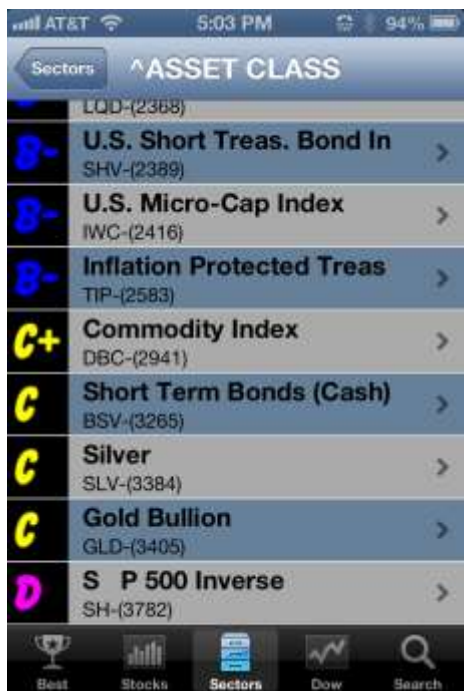 AT&T 5:03 PM 94%
Sectors ^ASSET CLASS
LQD-(2368)
B-
U.S. Short Treas. Bond In
SHV-(2389)
B-
U.S. Micro-Cap Index
IWC-(2416)
B-
Inflation Protected Treas
TIP-(2583)
C+
Commodity Index
DBC-(2941)
C
Short Term Bonds (Cash)
BSV-(3265)
C
Silver
SLV-(3384)
C
Gold Bullion
GLD-(3405)
D
S P 500 Inverse
SH-(3782)
Best Stocks Sectors Dow Search